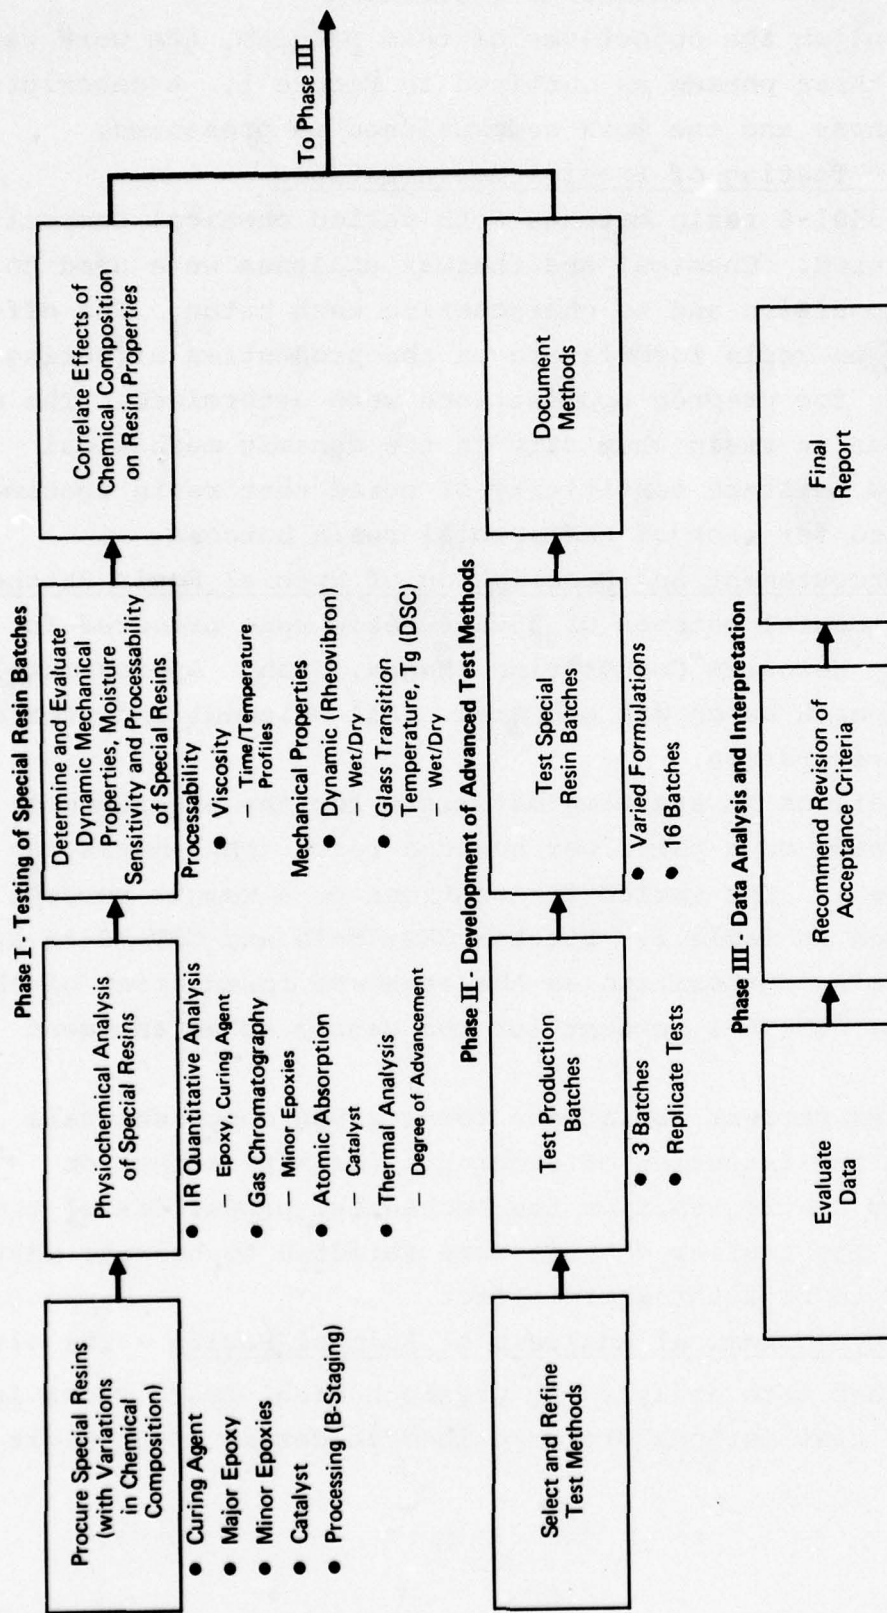 Phase I - Testing of Special Resin Batches
Procure Special Resins
(with Variations
in Chemical
Composition)
● Curing Agent
● Major Epoxy
● Minor Epoxies
● Catalyst
● Processing (B-Staging)
Physiochemical Analysis
of Special Resins
● IR Quantitative Analysis
– Epoxy, Curing Agent
● Gas Chromatography
– Minor Epoxies
● Atomic Absorption
– Catalyst
● Thermal Analysis
– Degree of Advancement
Determine and Evaluate
Dynamic Mechanical
Properties, Moisture
Sensitivity and Processability
of Special Resins
Processability
● Viscosity
– Time/Temperature
Profiles
Mechanical Properties
● Dynamic (Rheovibron)
– Wet/Dry
● Glass Transition
Temperature, Tg (DSC)
– Wet/Dry
Correlate Effects of
Chemical Composition
on Resin Properties
To Phase III
Phase II - Development of Advanced Test Methods
Select and Refine
Test Methods
Test Production
Batches
● 3 Batches
● Replicate Tests
Test Special
Resin Batches
● Varied Formulations
● 16 Batches
Document
Methods
Phase III - Data Analysis and Interpretation
Evaluate
Data
Recommend Revision of
Acceptance Criteria
Final
Report